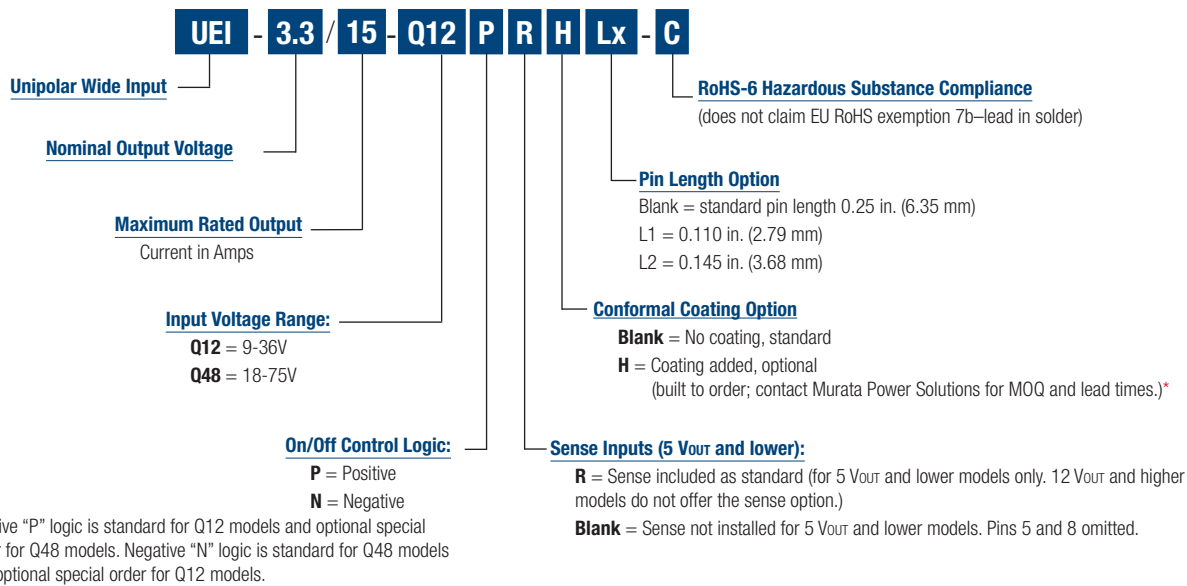 UEI - 3.3 / 15 - Q12 P R H Lx - C
Unipolar Wide Input
RoHS-6 Hazardous Substance Compliance
(does not claim EU RoHS exemption 7b–lead in solder)
Nominal Output Voltage
Pin Length Option
Blank = standard pin length 0.25 in. (6.35 mm)
L1 = 0.110 in. (2.79 mm)
L2 = 0.145 in. (3.68 mm)
Maximum Rated Output
Current in Amps
Conformal Coating Option
Blank = No coating, standard
H = Coating added, optional
(built to order; contact Murata Power Solutions for MOQ and lead times.)*
Input Voltage Range:
Q12 = 9-36V
Q48 = 18-75V
On/Off Control Logic:
P = Positive
N = Negative
ive “P” logic is standard for Q12 models and optional special
for Q48 models. Negative “N” logic is standard for Q48 models
optional special order for Q12 models.
Sense Inputs (5 VOUT and lower):
R = Sense included as standard (for 5 VOUT and lower models only. 12 VOUT and higher
models do not offer the sense option.)
Blank = Sense not installed for 5 VOUT and lower models. Pins 5 and 8 omitted.